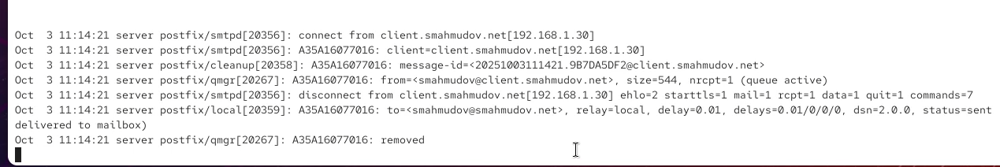 Oct  3 11:14:21 server postfix/smtpd[20356]: connect from client.smahmudov.net[192.168.1.30]
Oct  3 11:14:21 server postfix/smtpd[20356]: A35A16077016: client=client.smahmudov.net[192.168.1.30]
Oct  3 11:14:21 server postfix/cleanup[20358]: A35A16077016: message-id=<20251003111421.9B7DA5DF2@client.smahmudov.net>
Oct  3 11:14:21 server postfix/qmgr[20267]: A35A16077016: from=<smahmudov@client.smahmudov.net>, size=544, nrcpt=1 (queue active)
Oct  3 11:14:21 server postfix/smtpd[20356]: disconnect from client.smahmudov.net[192.168.1.30] ehlo=2 starttls=1 mail=1 rcpt=1 data=1 quit=1 commands=7
Oct  3 11:14:21 server postfix/local[20359]: A35A16077016: to=<smahmudov@smahmudov.net>, relay=local, delay=0.01, delays=0.01/0/0/0, dsn=2.0.0, status=sent
delivered to mailbox)
Oct  3 11:14:21 server postfix/qmgr[20267]: A35A16077016: removed